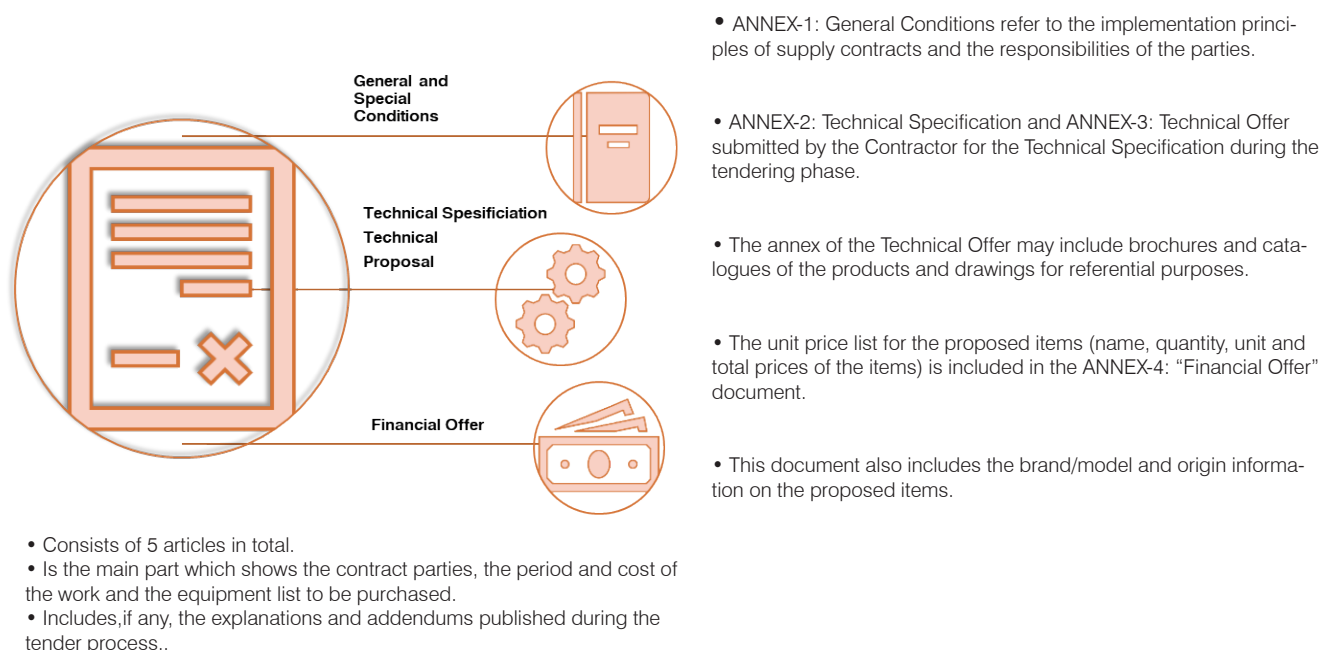 General and
Special
Conditions
Technical Spesificiation
Technical
Proposal
Financial Offer
• Consists of 5 articles in total.
• Is the main part which shows the contract parties, the period and cost of
the work and the equipment list to be purchased.
• Includes,if any, the explanations and addendums published during the
tender process..
• ANNEX-1: General Conditions refer to the implementation princi-
ples of supply contracts and the responsibilities of the parties.
• ANNEX-2: Technical Specification and ANNEX-3: Technical Offer
submitted by the Contractor for the Technical Specification during the
tendering phase.
• The annex of the Technical Offer may include brochures and cata-
logues of the products and drawings for referential purposes.
• The unit price list for the proposed items (name, quantity, unit and
total prices of the items) is included in the ANNEX-4: “Financial Offer”
document.
• This document also includes the brand/model and origin informa-
tion on the proposed items.